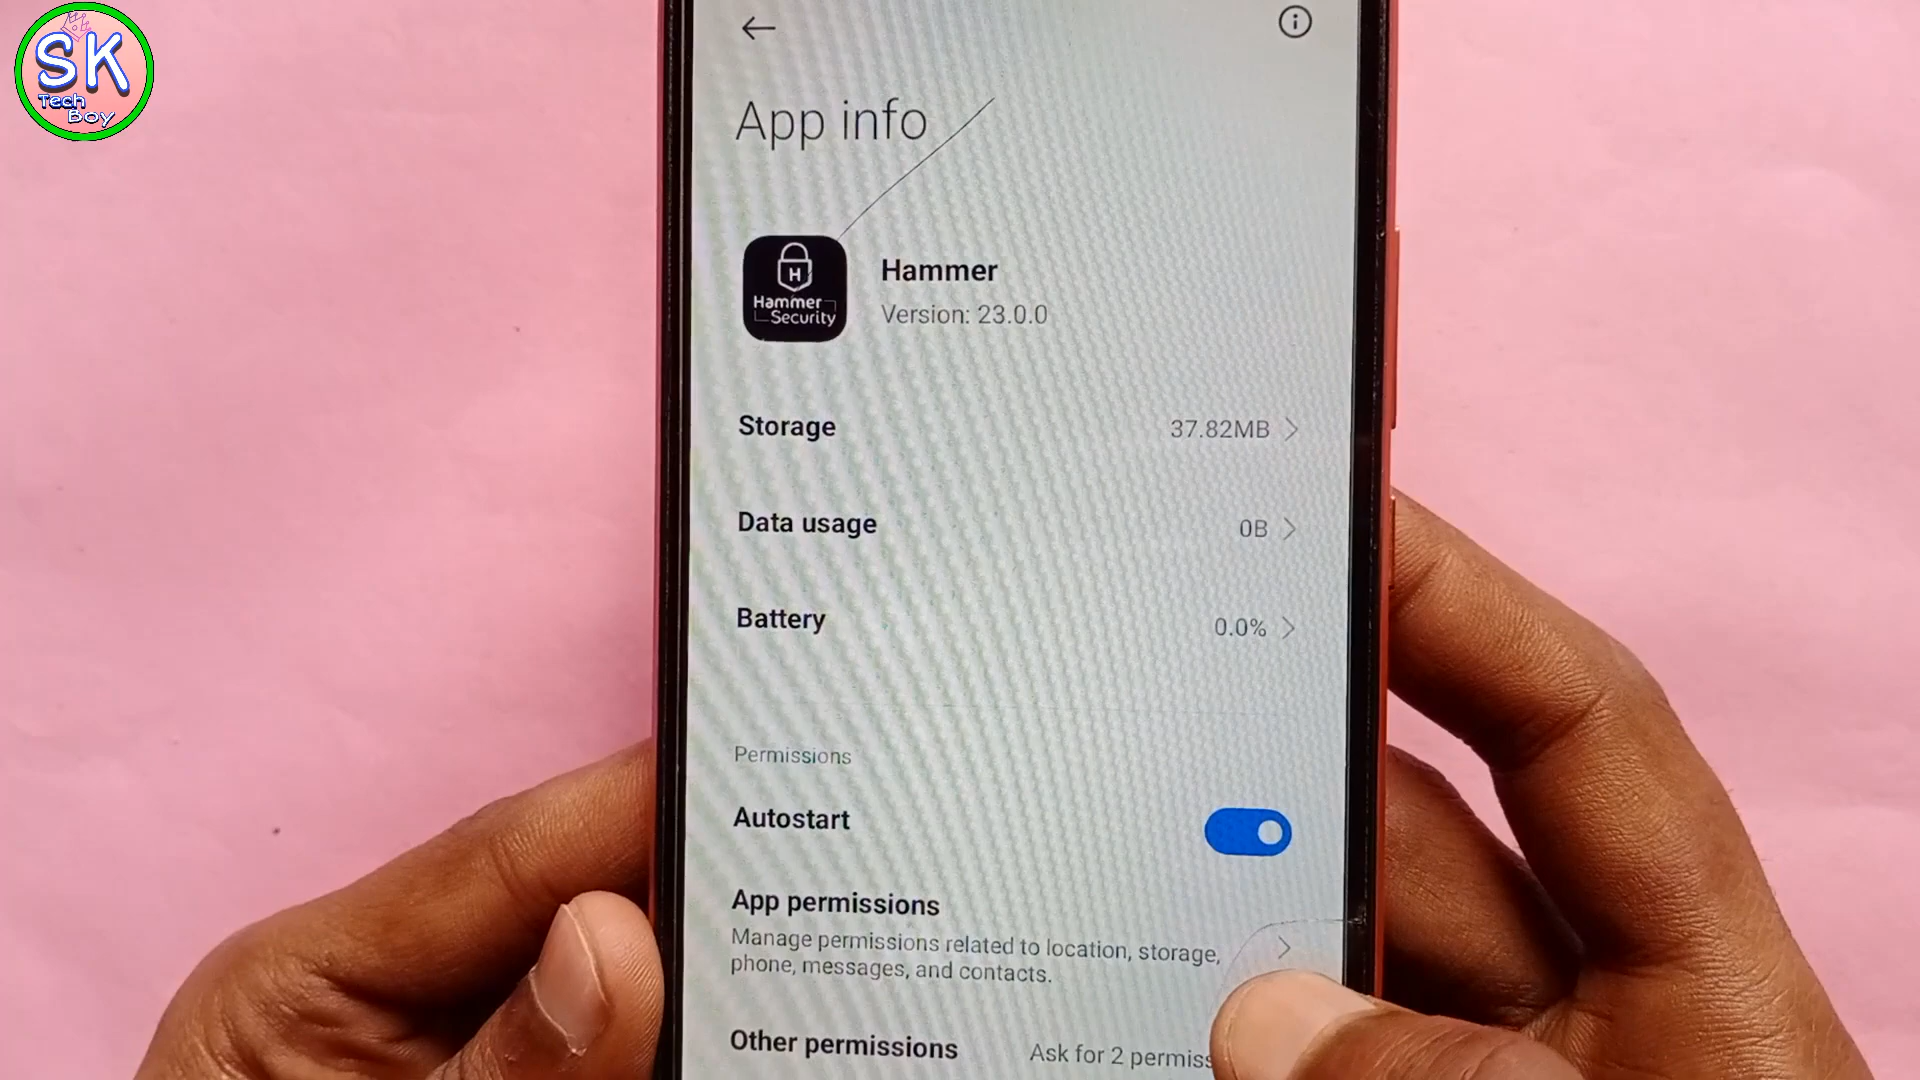 SK
Tech
Boy
App info
H
Hammer
Security
Hammer
Version: 23.0.0
Storage 37.82MB
Data usage 0B
Battery 0.0%
Permissions
Autostart
App permissions
Manage permissions related to location, storage,
phone, messages, and contacts.
Other permissions Ask for 2 permiss